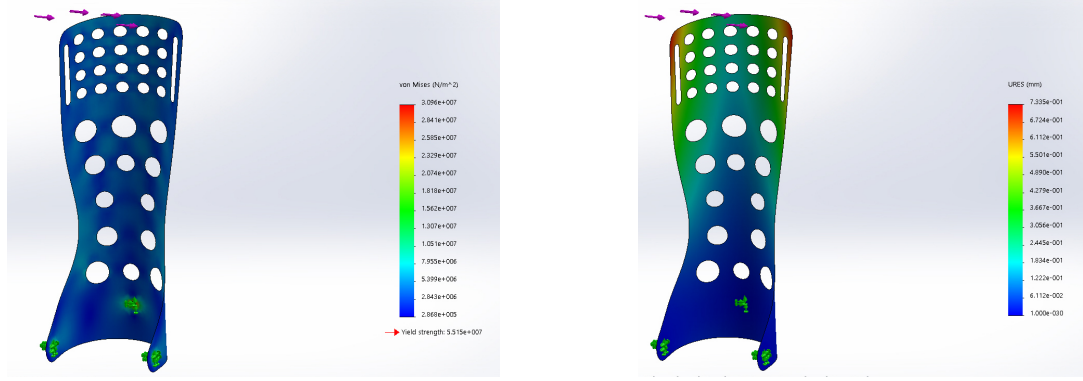 von Mises (N/m^2)
3.096e+007
2.841e+007
2.585e+007
2.329e+007
2.074e+007
1.818e+007
1.562e+007
1.307e+007
1.051e+007
7.955e+006
5.399e+006
2.843e+006
2.868e+005
Yield strength: 5.515e+007
URES (mm)
7.335e-001
6.724e-001
6.112e-001
5.501e-001
4.890e-001
4.279e-001
3.667e-001
3.056e-001
2.445e-001
1.834e-001
1.222e-001
6.112e-002
1.000e-030